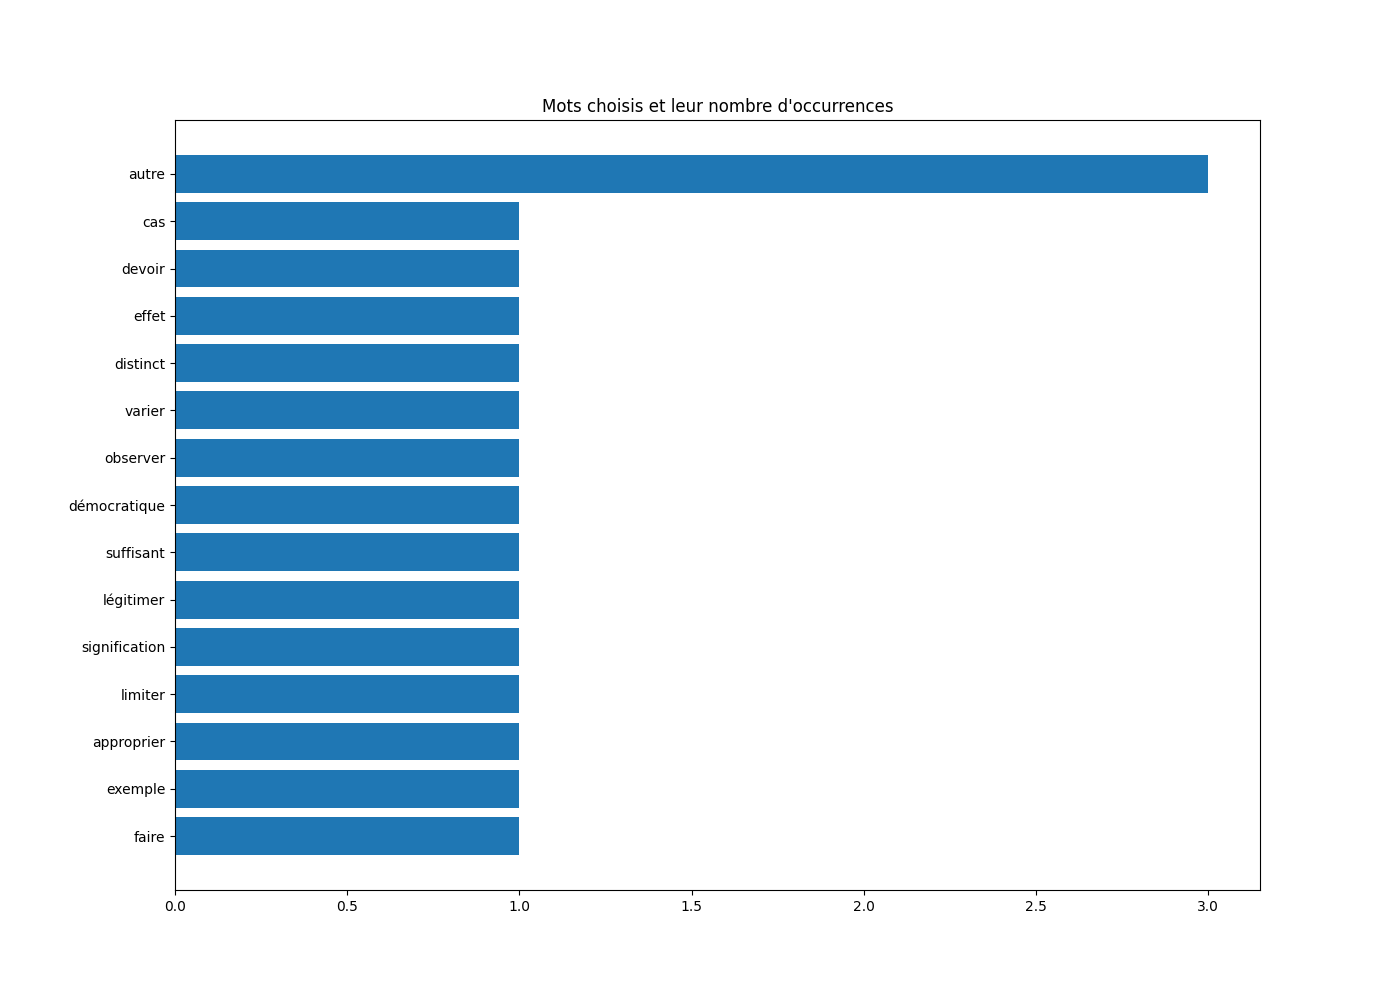 Mots choisis et leur nombre d'occurrences
autre
cas
devoir
effet
distinct
varier
observer
démocratique
suffisant
légitimer
signification
limiter
approprier
exemple
faire
0.0 0.5 1.0 1.5 2.0 2.5 3.0